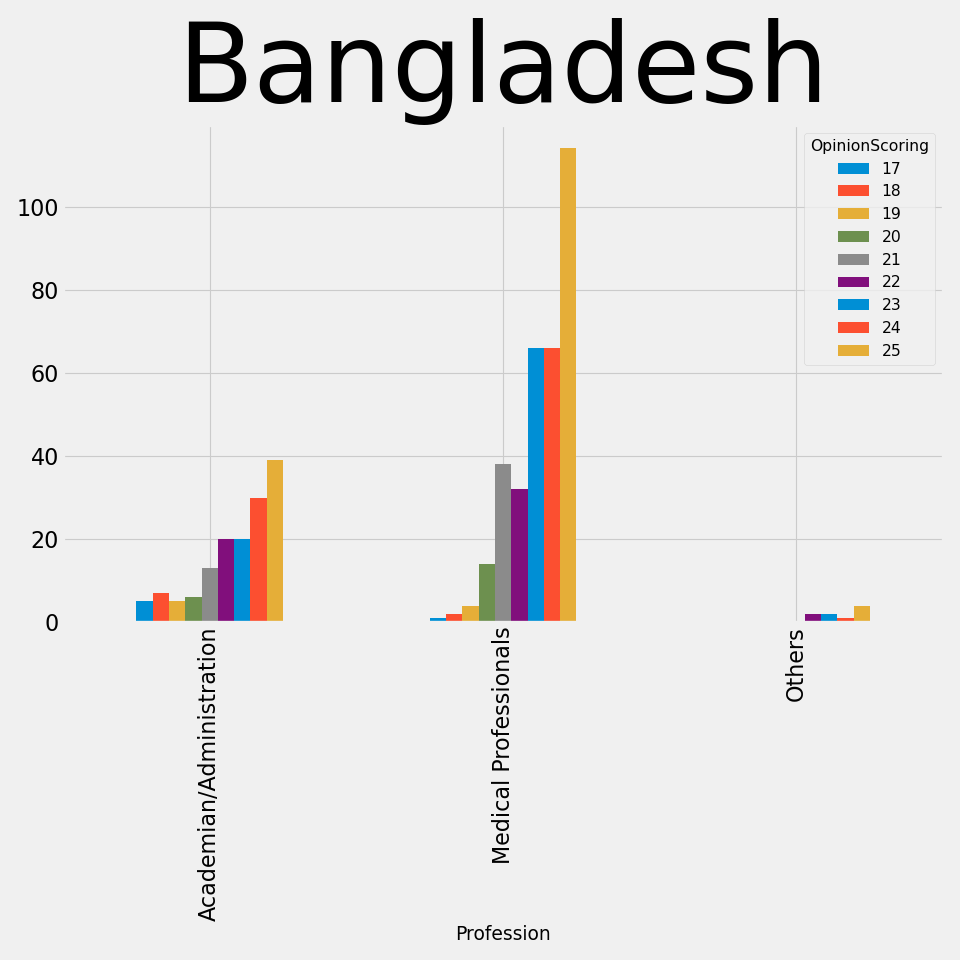 Bangladesh
OpinionScoring
17
18
19
20
21
22
23
24
25
100
80
60
40
20
0
Academian/Administration
Medical Professionals
Others
Profession